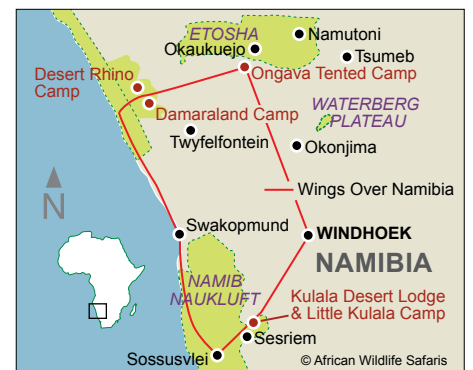 ETOSHA
Namutoni
Okaukuejo
Tsumeb
Desert Rhino
Camp
Ongava Tented Camp
Damaraland Camp
WATERBERG
PLATEAU
Twyfelfontein
Okonjima
N
Wings Over Namibia
Swakopmund
WINDHOEK
NAMIBIA
NAMIB
NAUKLUFT
Kulala Desert Lodge
& Little Kulala Camp
Sesriem
Sossusvlei
© African Wildlife Safaris